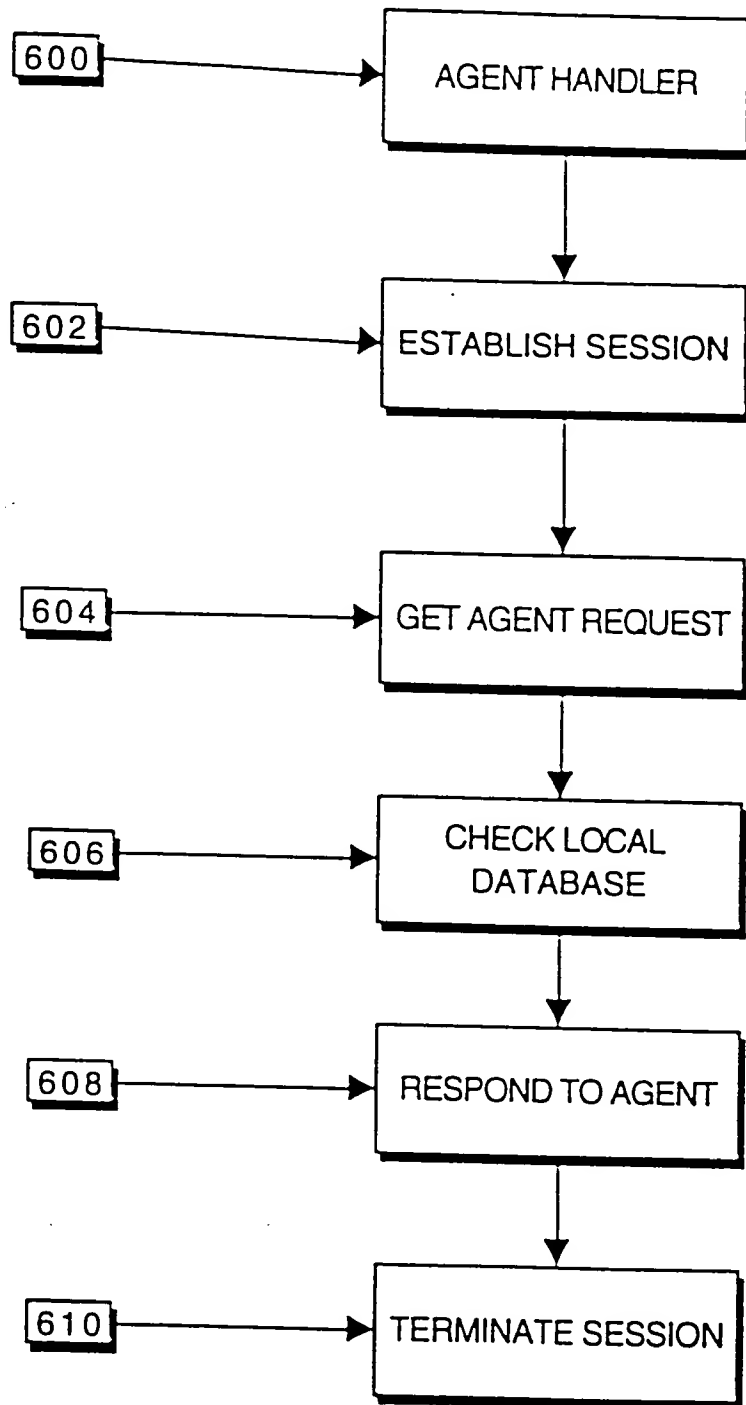 600
AGENT HANDLER
602
ESTABLISH SESSION
604
GET AGENT REQUEST
606
CHECK LOCAL
DATABASE
608
RESPOND TO AGENT
610
TERMINATE SESSION